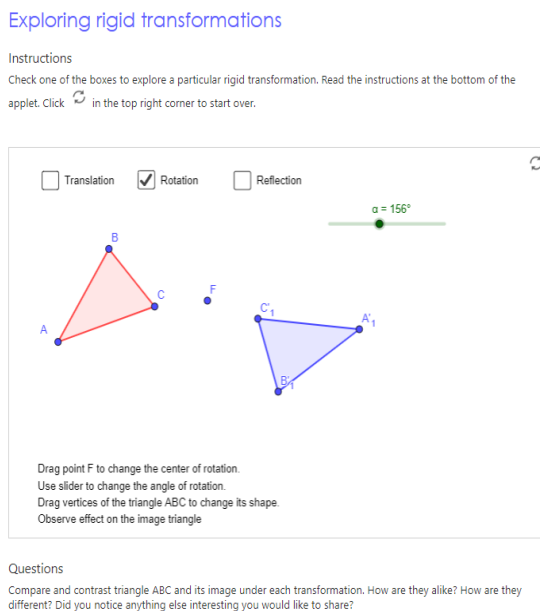 Exploring rigid transformations
Instructions
Check one of the boxes to explore a particular rigid transformation. Read the instructions at the bottom of the
applet. Click in the top right corner to start over.
Translation Rotation Reflection
α = 156°
B
C
F
A
C'₁
A'₁
B'₁
Drag point F to change the center of rotation.
Use slider to change the angle of rotation.
Drag vertices of the triangle ABC to change its shape.
Observe effect on the image triangle
Questions
Compare and contrast triangle ABC and its image under each transformation. How are they alike? How are they
different? Did you notice anything else interesting you would like to share?